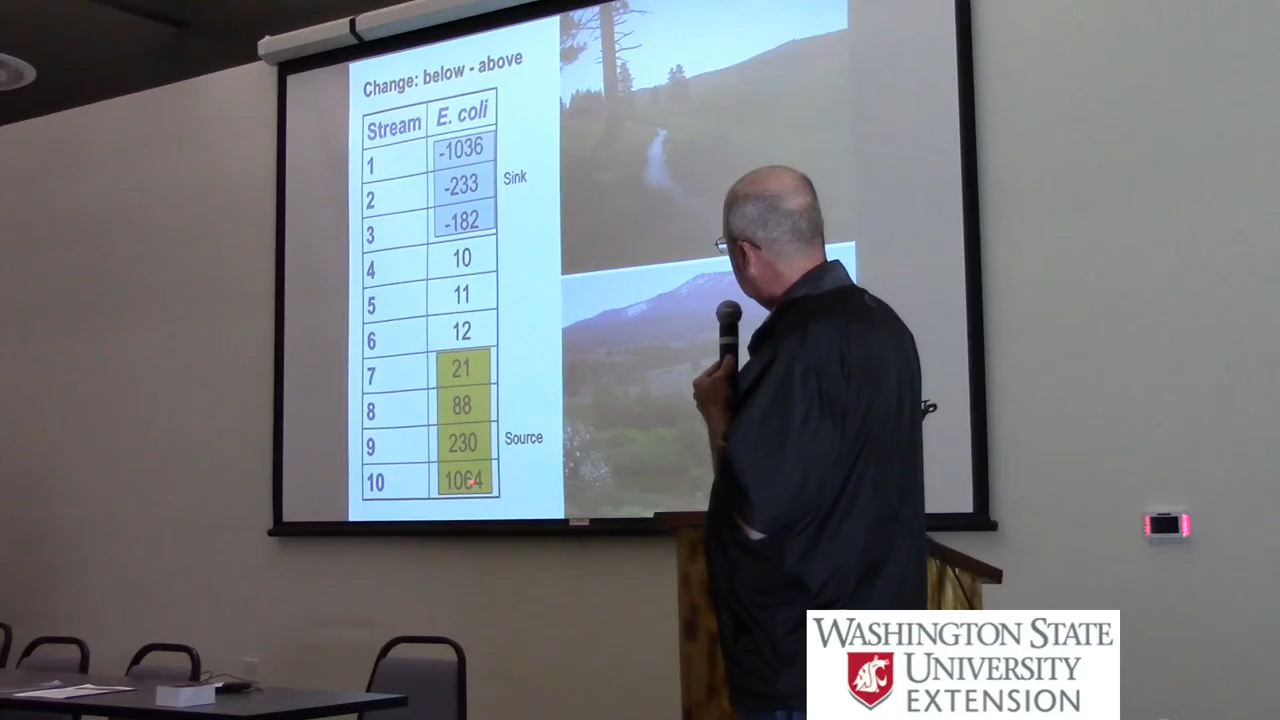 Change: below - above
Stream E. coli
1 -1036
2 -233
3 -182
Sink
4 10
5 11
6 12
7 21
8 88
9 230
Source
10 1064
WASHINGTON STATE
UNIVERSITY
EXTENSION